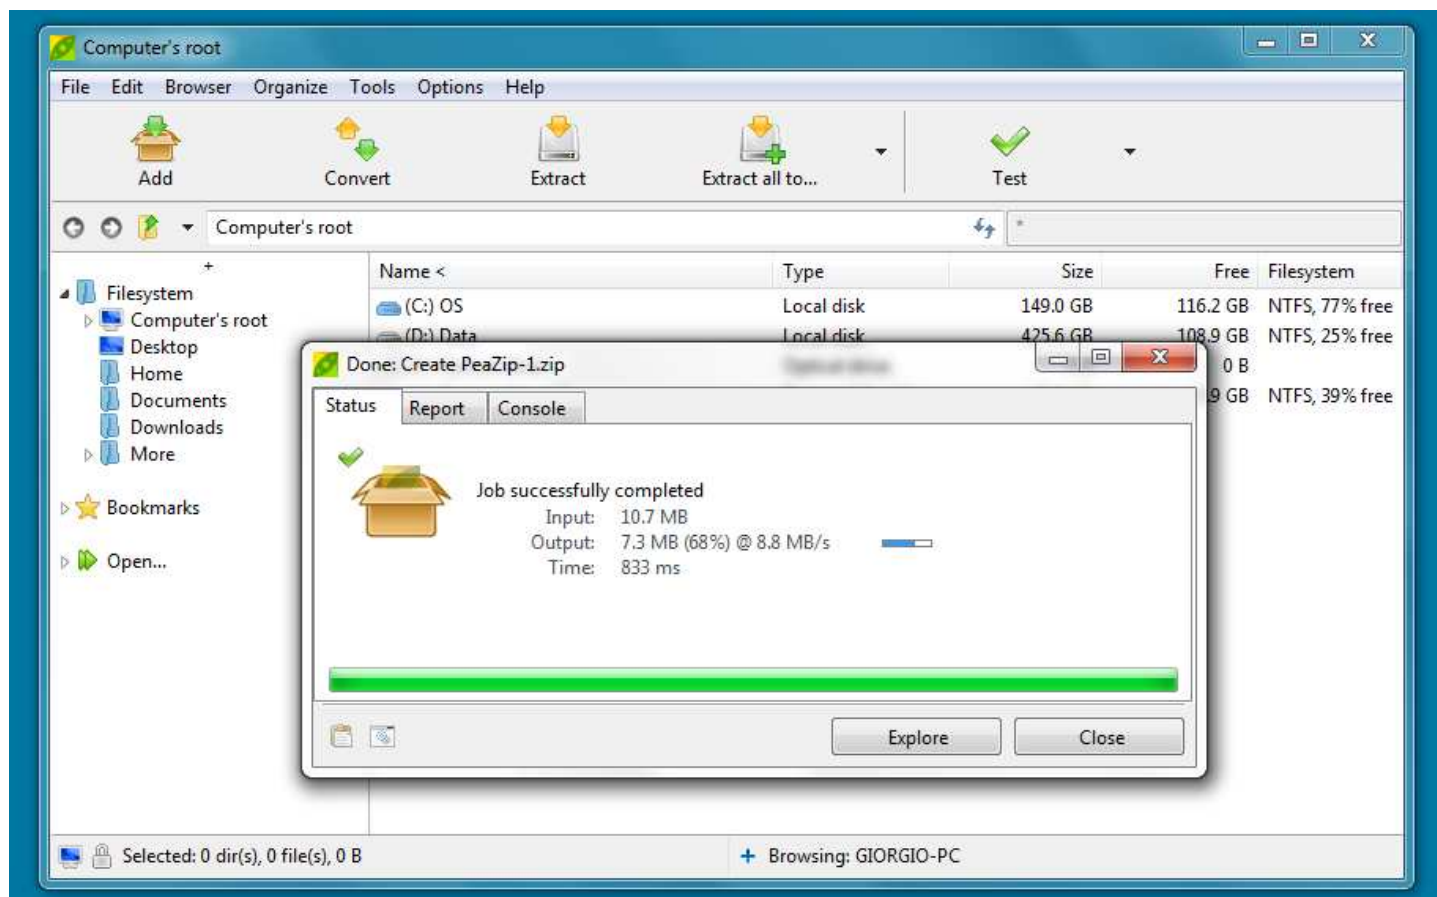 Computer's root
File Edit Browser Organize Tools Options Help
Add Convert Extract Extract all to... Test
Computer's root *
+
Filesystem
Computer's root
Desktop
Home
Documents
Downloads
More
Bookmarks
Open...
Name < Type Size Free Filesystem
(C:) OS Local disk 149.0 GB 116.2 GB NTFS, 77% free
(D:) Data Local disk 425.6 GB 108.9 GB NTFS, 25% free
0 B
.9 GB NTFS, 39% free
Done: Create PeaZip-1.zip
Status Report Console
Job successfully completed
Input: 10.7 MB
Output: 7.3 MB (68%) @ 8.8 MB/s
Time: 833 ms
Explore Close
Selected: 0 dir(s), 0 file(s), 0 B + Browsing: GIORGIO-PC